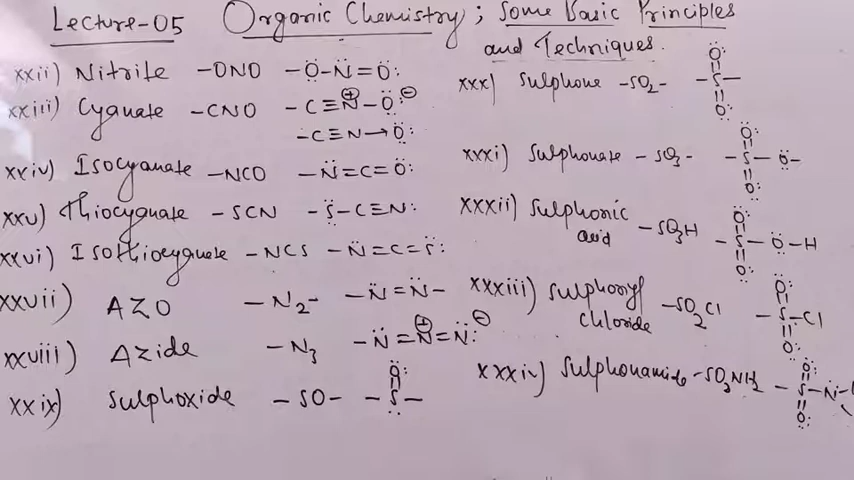 Lecture-05 Organic Chemistry; Some Basic Principles
and Techniques.
xxii) Nitrite -ONO -O-N=O:
xxiii) Cyanate -CNO -C≡N⊕-O:⊖
-C≡N→O:
xxiv) Isocyanate -NCO -N=C=O:
xxv) Thiocyanate -SCN -S-C≡N:
xxvi) Isothiocyanate -NCS -N=C=S:
xxvii) AZO -N2- -N=N-
xxviii) Azide -N3 -N=N⊕=N:⊖
xxix) Sulphoxide -SO- O: -S-
xxx) Sulphone -SO2- O: -S- O:
xxxi) Sulphonate -SO3- O: -S-O- O:
xxxii) Sulphonic
acid -SO3H O: -S-O-H O:
xxxiii) Sulphonyl
chloride -SO2Cl O: -S-Cl O:
xxxiv) Sulphonamide -SO3NH2 O: -S-N- O: